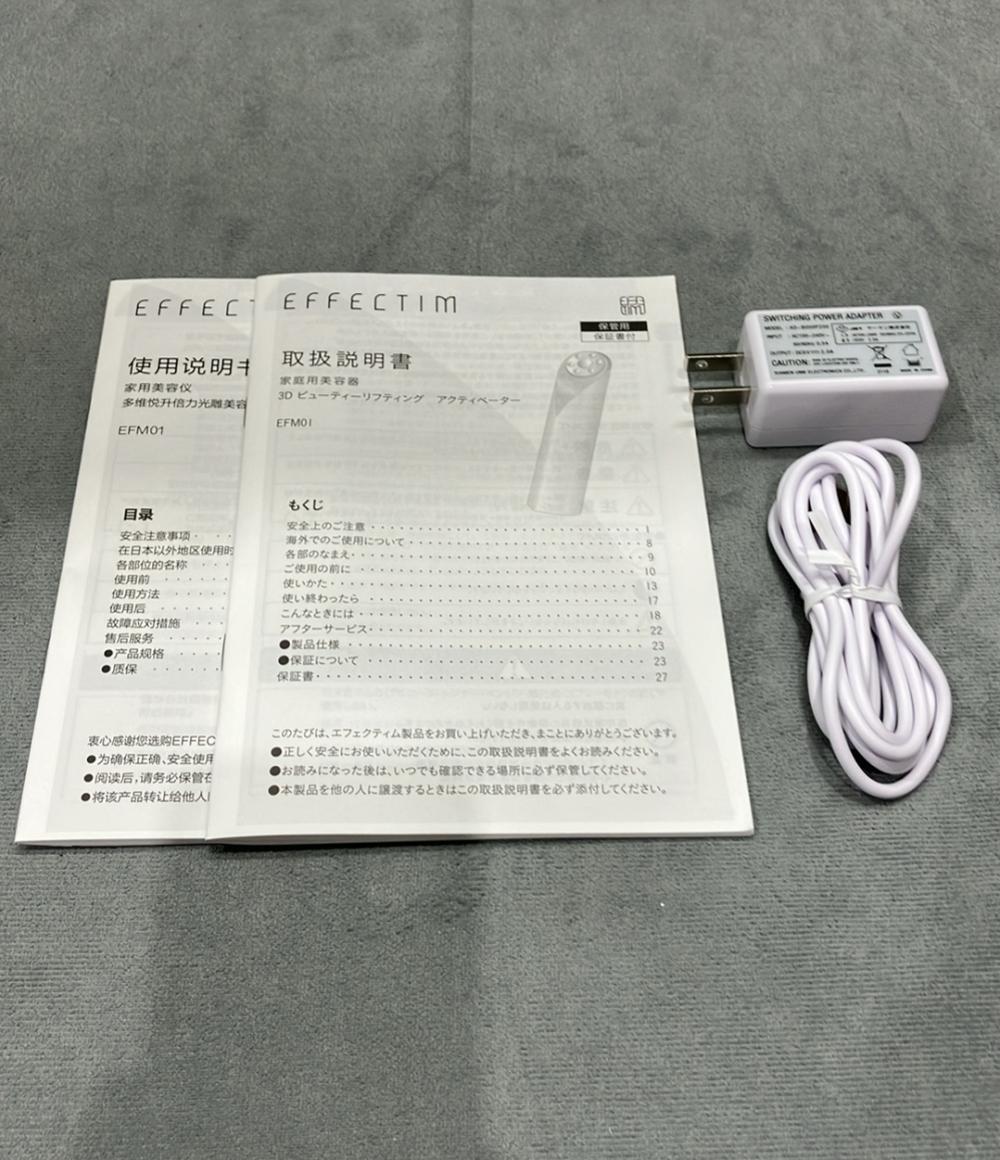 EFFECT
使用说明
家用美容仪
多维悦升倍力光雕美容
EFM01
目录
安全注意事项
在日本以外地区使用时
各部位的名称
使用前
使用方法
使用后
故障应对措施
售后服务
●产品规格
●质保
衷心感谢您选购EFFEC
●为确保正确、安全使用
●阅读后,请务必保管在
●将该产品转让给他人
EFFECTIM
EFFECTIM
保管用
保証書付
取扱説明書
家庭用美容器
3D ビューティーリフティング アクティベーター
EFM01
もくじ
安全上のご注意 1
海外でのご使用について 8
各部のなまえ 9
ご使用の前に 10
使いかた 13
使い終わったら 17
こんなときには 18
アフターサービス 22
●製品仕様 23
●保証について 23
保証書 27
このたびは、エフェクティム製品をお買い上げいただき、まことにありがとうございます。
●正しく安全にお使いいただくために、この取扱説明書をよくお読みください。
●お読みになった後は、いつでも確認できる場所に必ず保管してください。
●本製品を他の人に譲渡するときはこの取扱説明書を必ず添付してください。
SWITCHING POWER ADAPTER
MODEL
INPUT
OUTPUT
CAUTION:
MADE IN CHINA